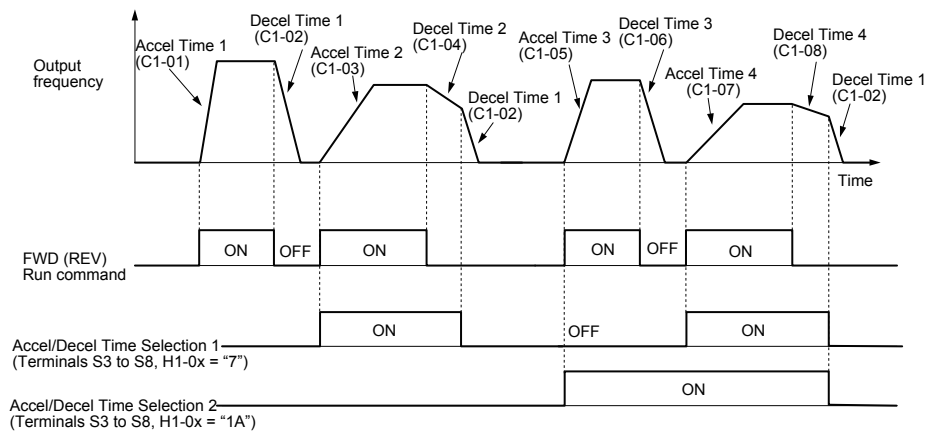 Accel Time 1
(C1-01)
Decel Time 1
(C1-02)
Accel Time 2
(C1-03)
Decel Time 2
(C1-04)
Decel Time 1
(C1-02)
Accel Time 3
(C1-05)
Decel Time 3
(C1-06)
Accel Time 4
(C1-07)
Decel Time 4
(C1-08)
Decel Time 1
(C1-02)
Output
frequency
Time
FWD (REV)
Run command
ON
OFF
ON
ON
OFF
ON
Accel/Decel Time Selection 1
(Terminals S3 to S8, H1-0x = “7”)
ON
OFF
ON
Accel/Decel Time Selection 2
(Terminals S3 to S8, H1-0x = “1A”)
ON